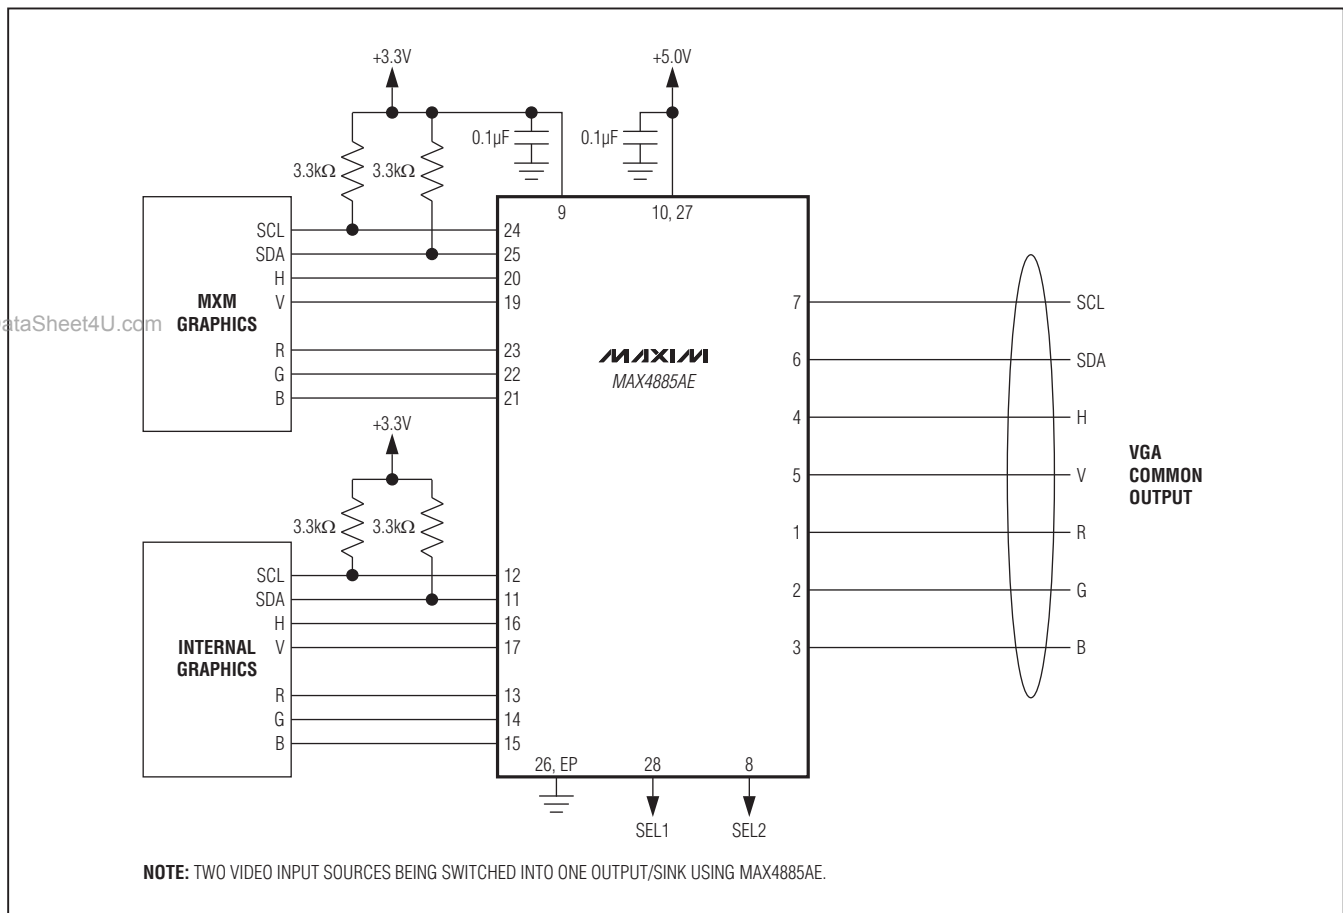 +3.3V
+5.0V
0.1µF
0.1µF
3.3kΩ
3.3kΩ
9
10, 27
MXM
GRAPHICS
SCL
SDA
H
V
R
G
B
24
25
20
19
23
22
21
ataSheet4U.com
MAXIM
MAX4885AE
+3.3V
3.3kΩ
3.3kΩ
INTERNAL
GRAPHICS
SCL
SDA
H
V
R
G
B
12
11
16
17
13
14
15
7
6
4
5
1
2
3
SCL
SDA
H
V
R
G
B
VGA
COMMON
OUTPUT
26, EP
28
8
SEL1
SEL2
NOTE: TWO VIDEO INPUT SOURCES BEING SWITCHED INTO ONE OUTPUT/SINK USING MAX4885AE.